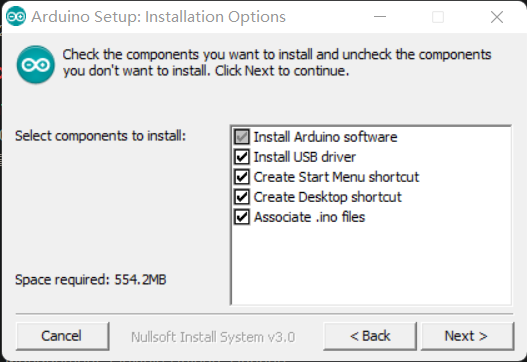 Arduino Setup: Installation Options
Check the components you want to install and uncheck the components
you don't want to install. Click Next to continue.
Select components to install:
Install Arduino software
Install USB driver
Create Start Menu shortcut
Create Desktop shortcut
Associate .ino files
Space required: 554.2MB
Cancel
Nullsoft Install System v3.0
< Back
Next >